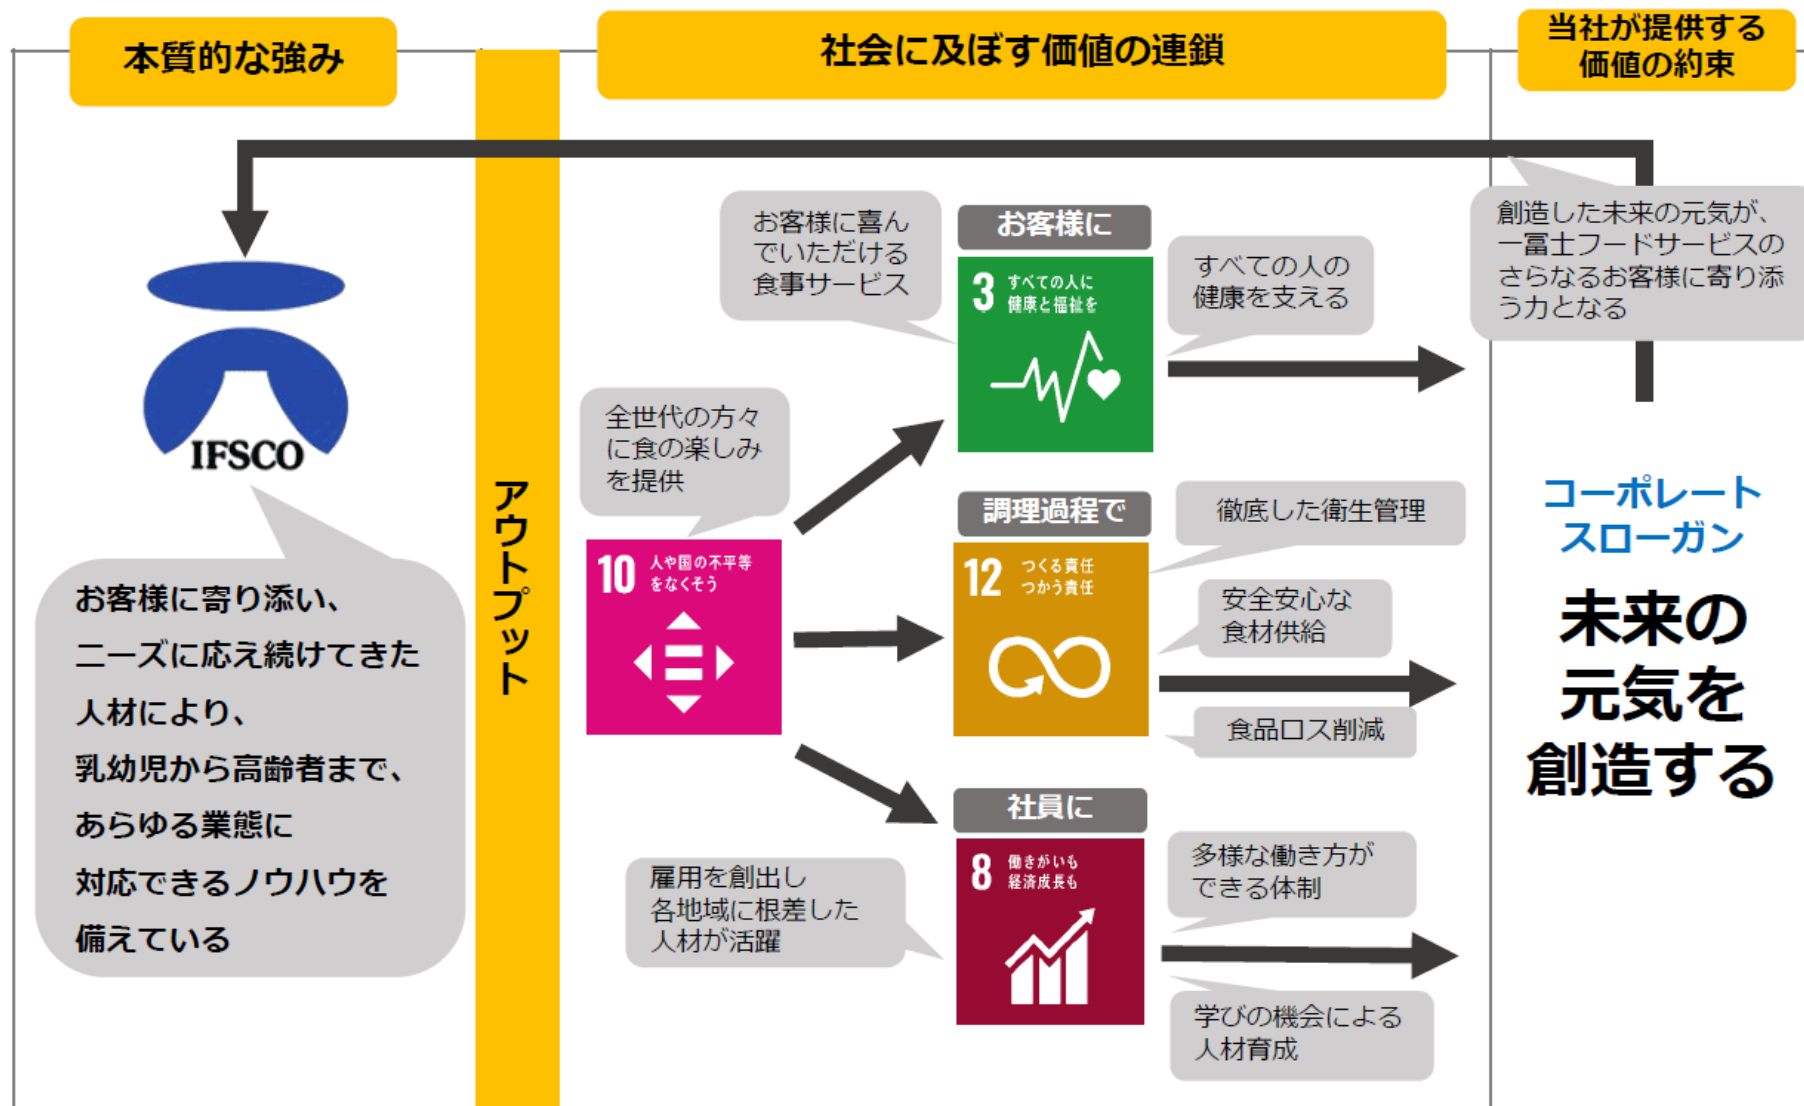 本質的な強み
社会に及ぼす価値の連鎖
当社が提供する
価値の約束
IFSCO
お客様に寄り添い、
ニーズに応え続けてきた
人材により、
乳幼児から高齢者まで、
あらゆる業態に
対応できるノウハウを
備えている
アウトプット
全世代の方々
に食の楽しみ
を提供
10 人や国の不平等
をなくそう
お客様に喜ん
でいただける
食事サービス
お客様に
3 すべての人に
健康と福祉を
すべての人の
健康を支える
調理過程で
12 つくる責任
つかう責任
徹底した衛生管理
安全安心な
食材供給
食品ロス削減
社員に
8 働きがいも
経済成長も
雇用を創出し
各地域に根差した
人材が活躍
多様な働き方が
できる体制
学びの機会による
人材育成
創造した未来の元気が、
一冨士フードサービスの
さらなるお客様に寄り添
う力となる
コーポレート
スローガン
未来の
元気を
創造する